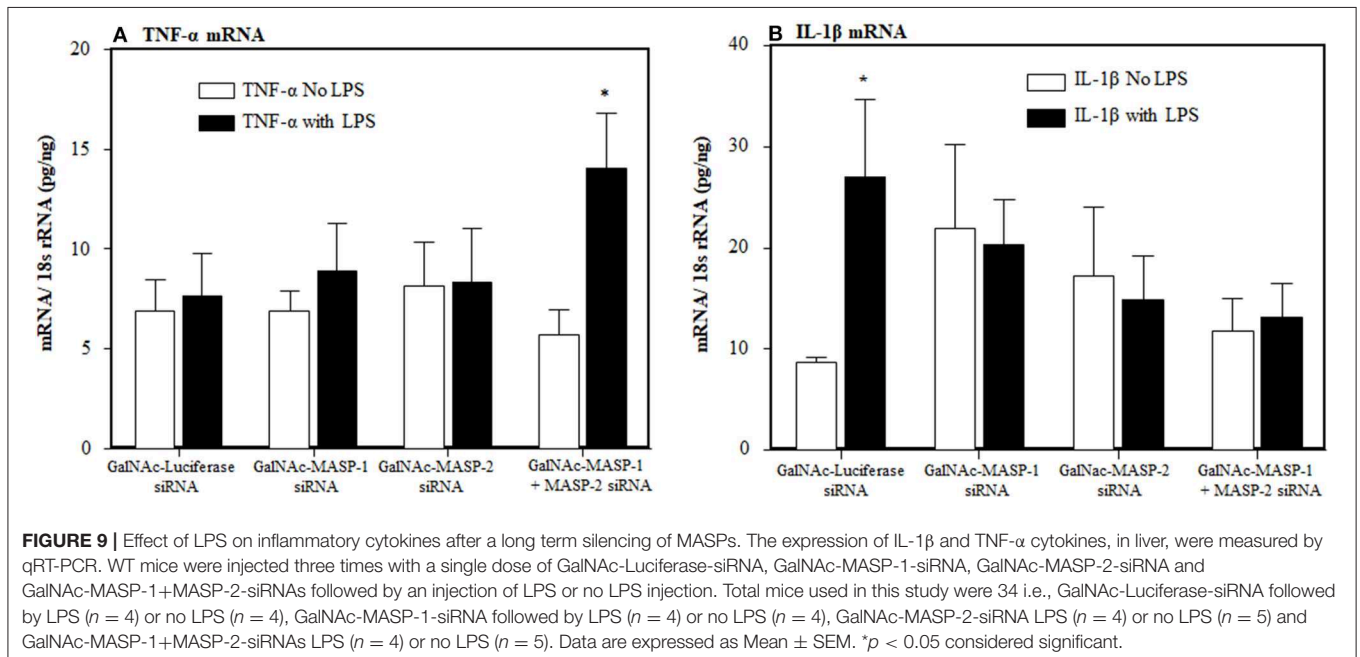 A TNF-α mRNA
20
15
10
5
0
mRNA/ 18s rRNA (pg/ng)
TNF-α No LPS
TNF-α with LPS
*
GalNAc-Luciferase
siRNA
GalNAc-MASP-1
siRNA
GalNAc-MASP-2
siRNA
GalNAc-MASP-1
+ MASP-2 siRNA
B IL-1β mRNA
40
30
20
10
0
mRNA/ 18s rRNA (pg/ng)
IL-1β No LPS
IL-1β with LPS
*
GalNAc-Luciferase
siRNA
GalNAc-MASP-1
siRNA
GalNAc-MASP-2
siRNA
GalNAc-MASP-1
+ MASP-2 siRNA
FIGURE 9 | Effect of LPS on inflammatory cytokines after a long term silencing of MASPs. The expression of IL-1β and TNF-α cytokines, in liver, were measured by
qRT-PCR. WT mice were injected three times with a single dose of GalNAc-Luciferase-siRNA, GalNAc-MASP-1-siRNA, GalNAc-MASP-2-siRNA and
GalNAc-MASP-1+MASP-2-siRNAs followed by an injection of LPS or no LPS injection. Total mice used in this study were 34 i.e., GalNAc-Luciferase-siRNA followed
by LPS (n = 4) or no LPS (n = 4), GalNAc-MASP-1-siRNA followed by LPS (n = 4) or no LPS (n = 4), GalNAc-MASP-2-siRNA LPS (n = 4) or no LPS (n = 5) and
GalNAc-MASP-1+MASP-2-siRNAs LPS (n = 4) or no LPS (n = 5). Data are expressed as Mean ± SEM. *p < 0.05 considered significant.